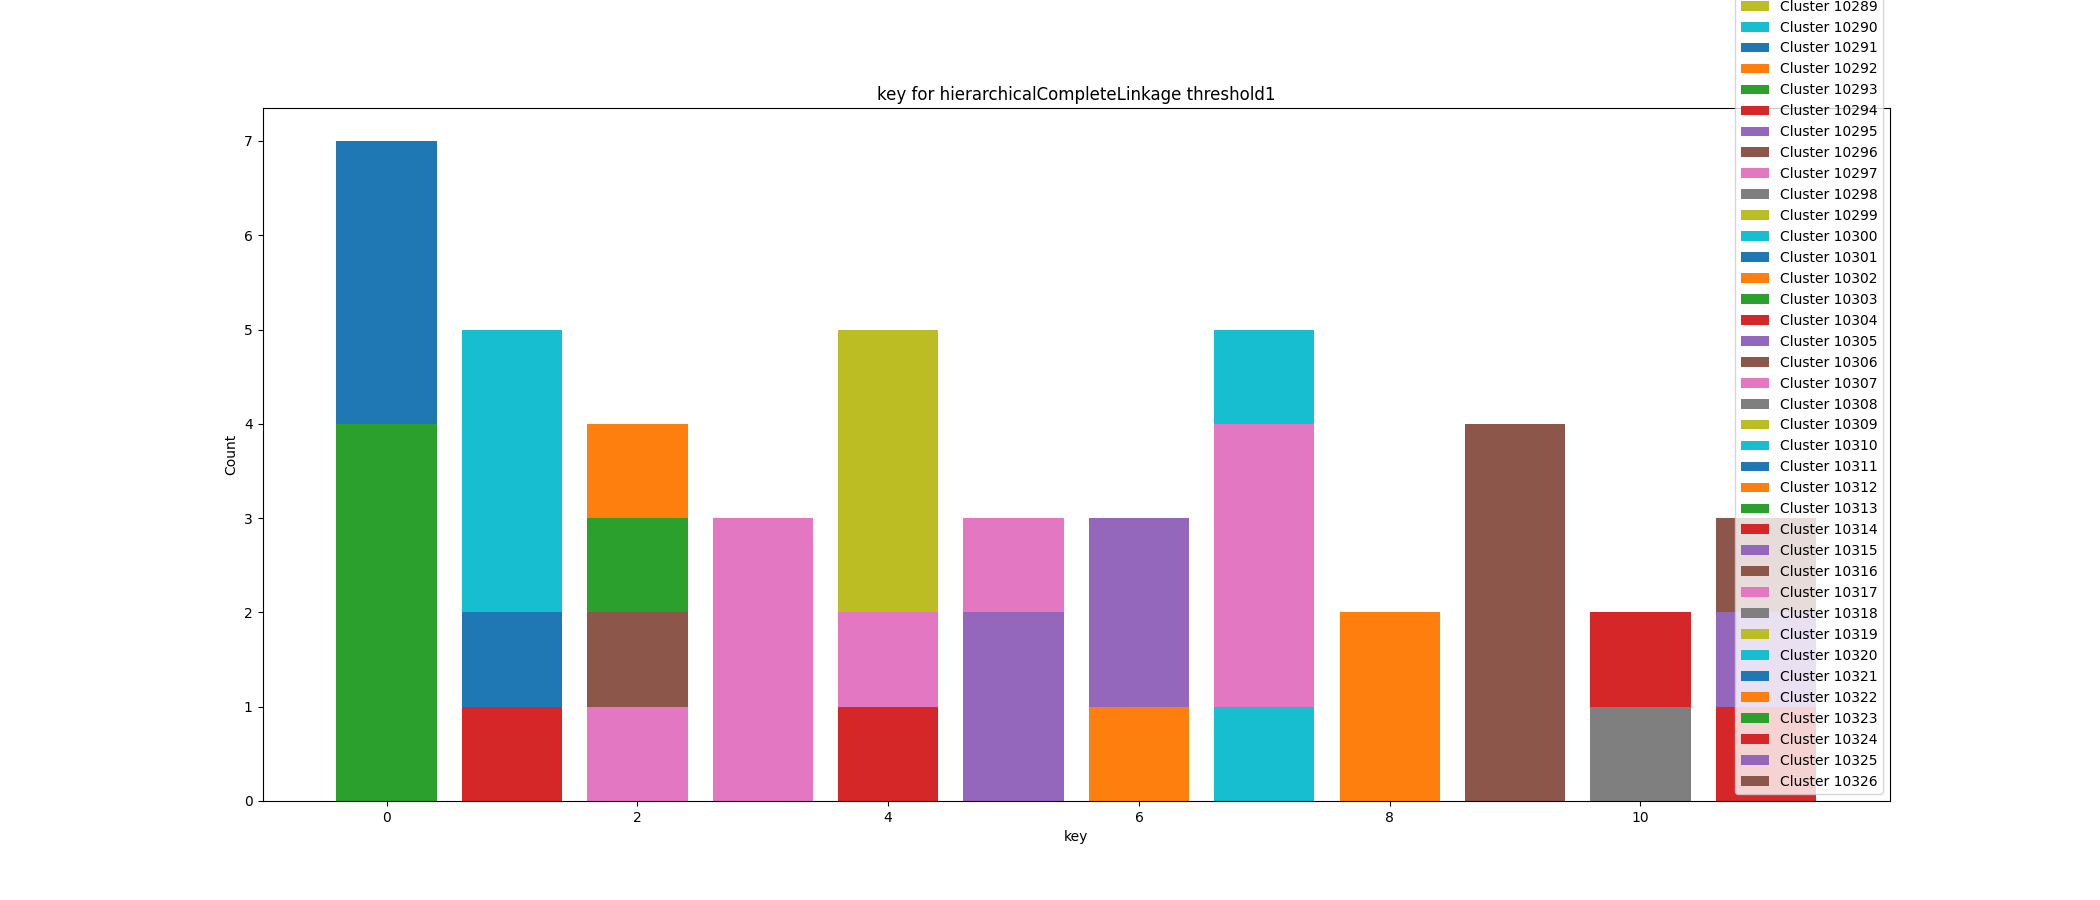 key for hierarchicalCompleteLinkage threshold1
Count
7
6
5
4
3
2
1
0
0 2 4 6 8 10
key
Cluster 10289
Cluster 10290
Cluster 10291
Cluster 10292
Cluster 10293
Cluster 10294
Cluster 10295
Cluster 10296
Cluster 10297
Cluster 10298
Cluster 10299
Cluster 10300
Cluster 10301
Cluster 10302
Cluster 10303
Cluster 10304
Cluster 10305
Cluster 10306
Cluster 10307
Cluster 10308
Cluster 10309
Cluster 10310
Cluster 10311
Cluster 10312
Cluster 10313
Cluster 10314
Cluster 10315
Cluster 10316
Cluster 10317
Cluster 10318
Cluster 10319
Cluster 10320
Cluster 10321
Cluster 10322
Cluster 10323
Cluster 10324
Cluster 10325
Cluster 10326